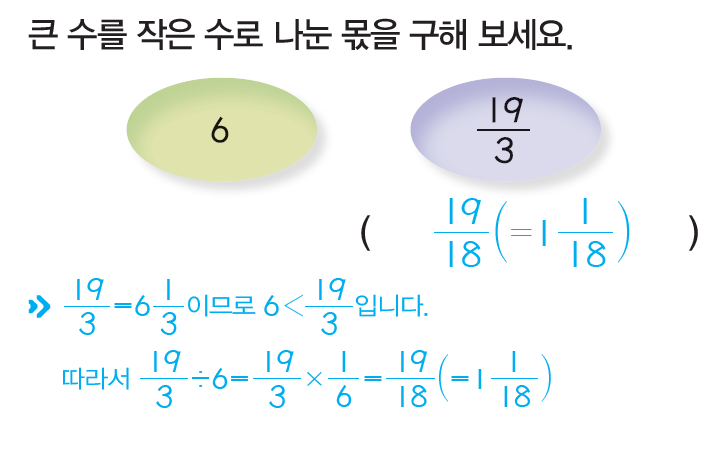 큰 수를 작은 수로 나눈 몫을 구해 보세요.
6 19/3
( 19/18(=1 1/18) )
» 19/3=6 1/3이므로 6<19/3입니다.
따라서 19/3÷6=19/3×1/6=19/18(=1 1/18)